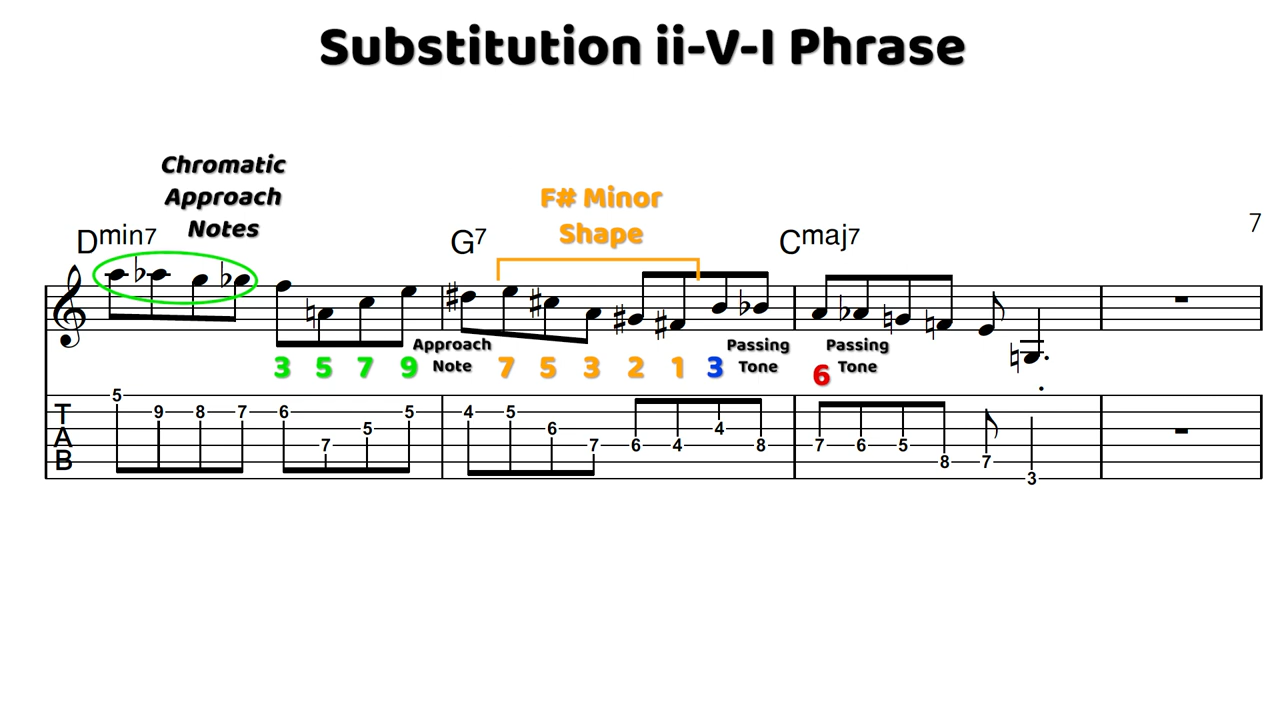 Substitution ii-V-I Phrase
Chromatic
Approach
Notes
F# Minor
Shape
7
Dmin7
G7
Cmaj7
Approach
Note
Passing
Tone
Passing
Tone
3 5 7 9 7 5 3 2 1 3 6
T
A
B
5 9 8 7 6 7 5 5 4 5 6 7 6 4 4 8 7 6 5 8 7 3